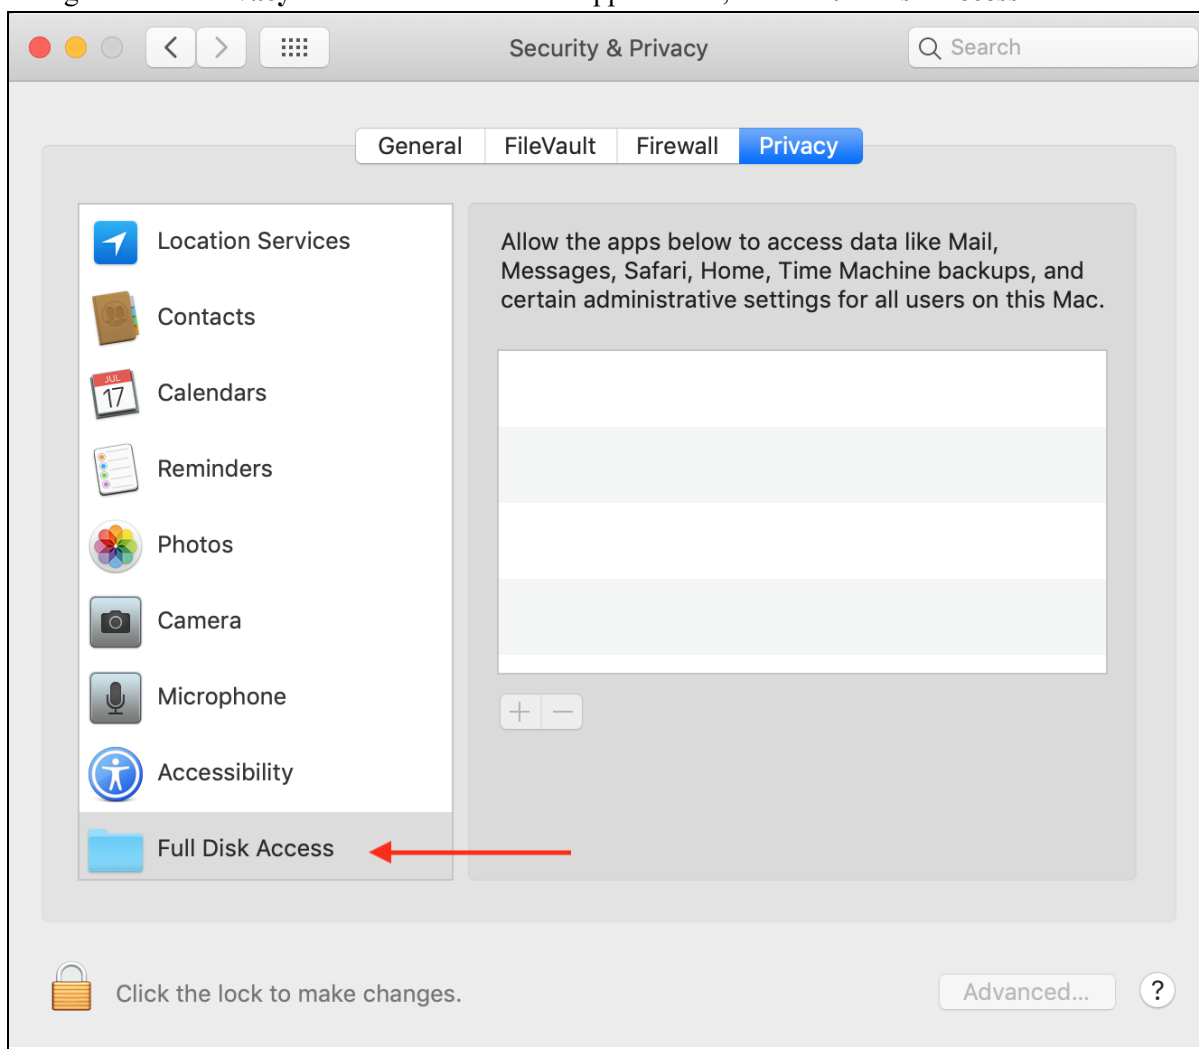 Security & Privacy
Search
General
FileVault
Firewall
Privacy
Location Services
Contacts
JUL
17
Calendars
Reminders
Photos
Camera
Microphone
Accessibility
Full Disk Access
Allow the apps below to access data like Mail,
Messages, Safari, Home, Time Machine backups, and
certain administrative settings for all users on this Mac.
Click the lock to make changes.
Advanced...
?